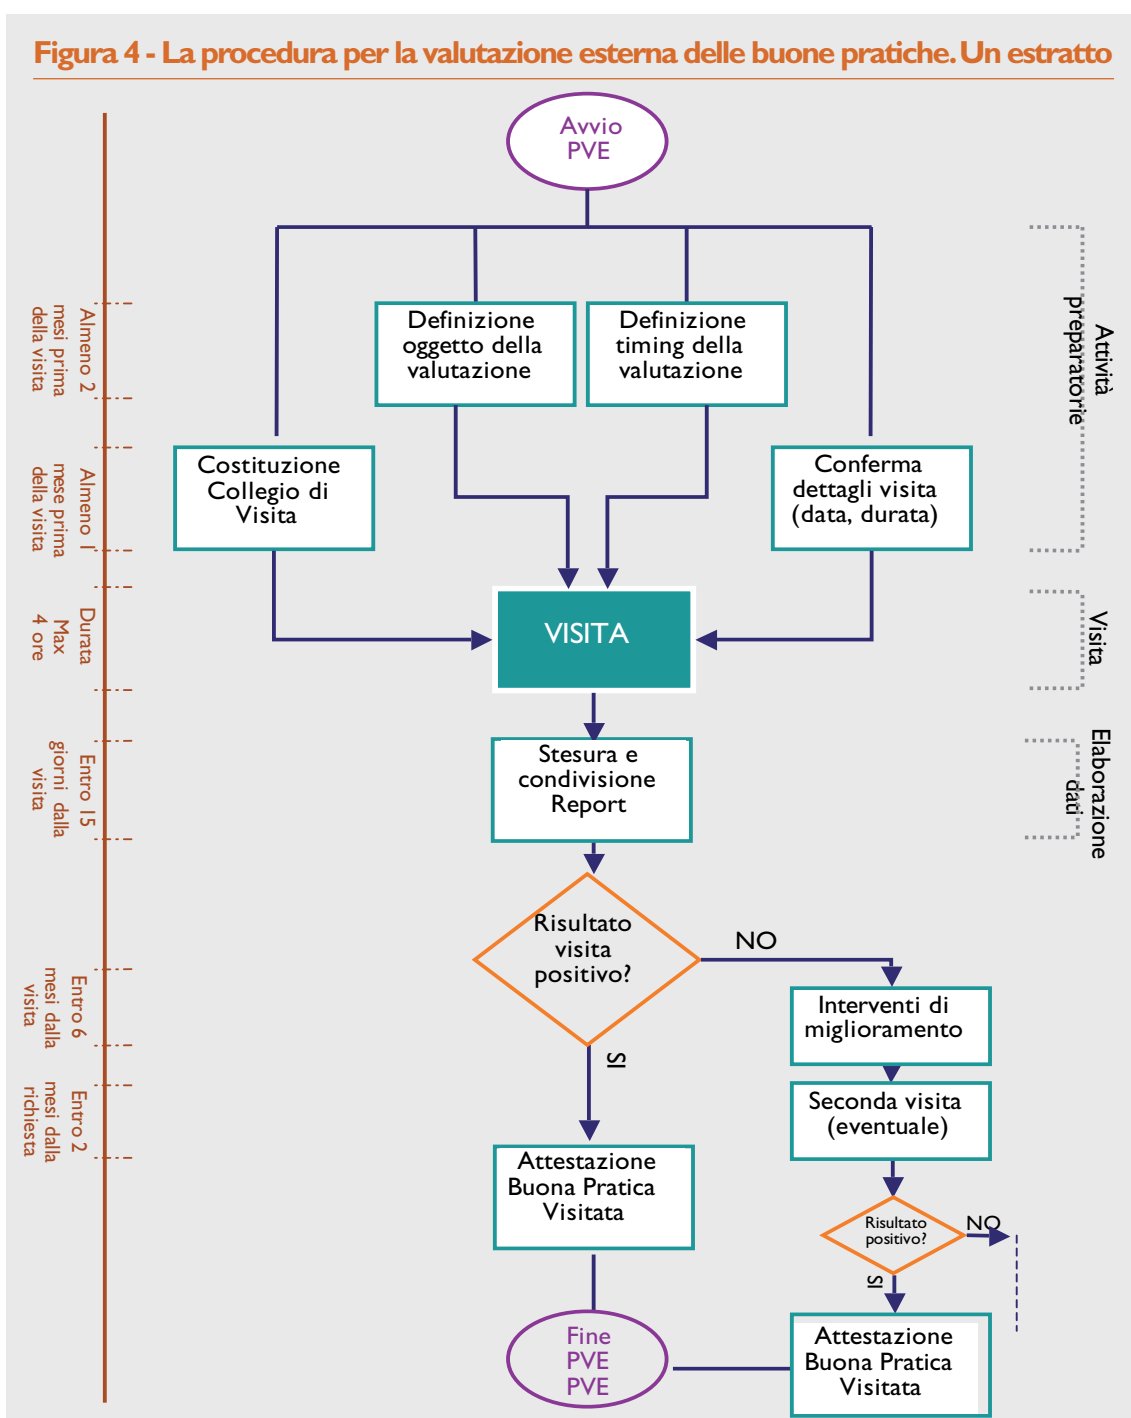 Figura 4 - La procedura per la valutazione esterna delle buone pratiche. Un estratto
Avvio
PVE
Almeno 2
mesi prima
della visita
Definizione
oggetto della
valutazione
Definizione
timing della
valutazione
Attività
preparatorie
Almeno 1
mese prima
della visita
Costituzione
Collegio di
Visita
Conferma
dettagli visita
(data, durata)
Durata
Max
4 ore
VISITA
Visita
Entro 15
giorni dalla
visita
Stesura e
condivisione
Report
Elaborazione
dati
Risultato
visita
positivo?
NO
SI
Entro 6
mesi dalla
visita
Interventi di
miglioramento
Entro 2
mesi dalla
richiesta
Seconda visita
(eventuale)
Attestazione
Buona Pratica
Visitata
Risultato
positivo?
NO
SI
Fine
PVE
PVE
Attestazione
Buona Pratica
Visitata